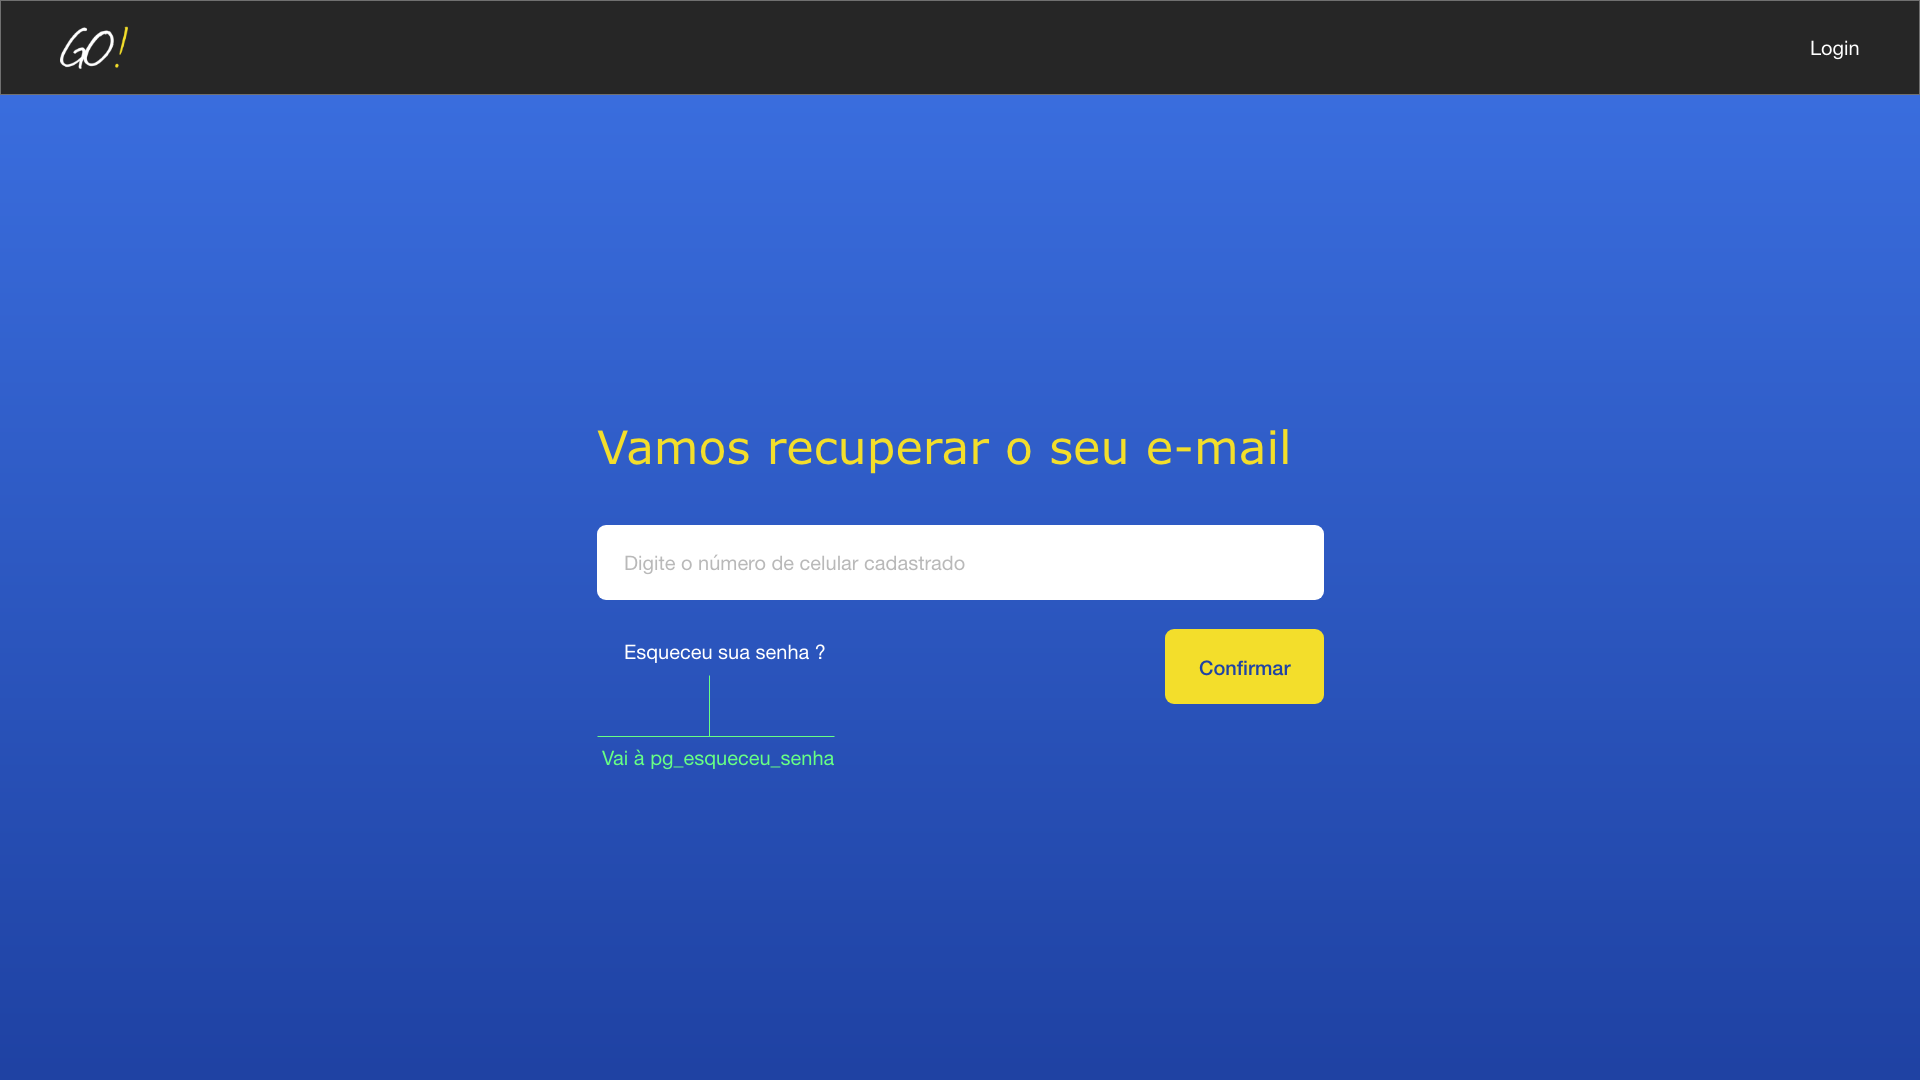 GO!
Login
Vamos recuperar o seu e-mail
Digite o número de celular cadastrado
Esqueceu sua senha ?
Confirmar
Vai à pg_esqueceu_senha